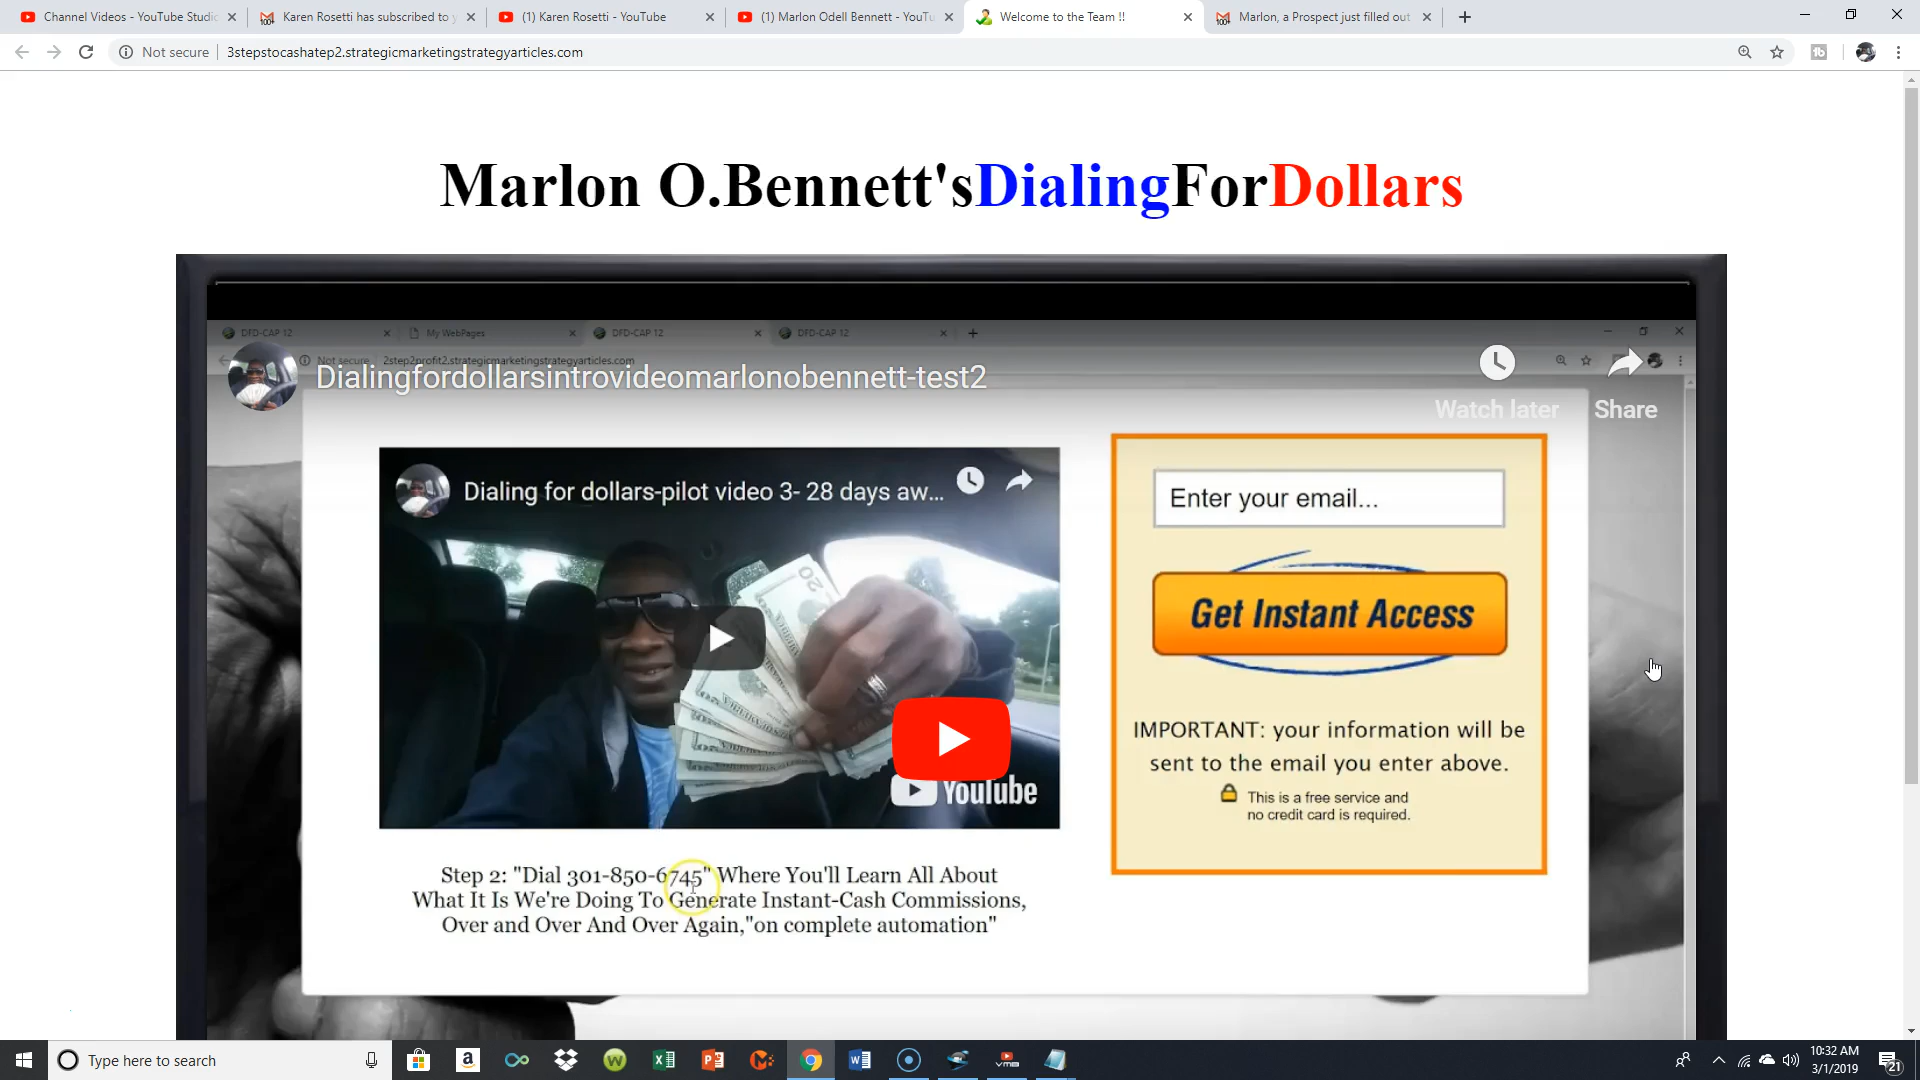 Channel Videos - YouTube Studio
Karen Rosetti has subscribed to
(1) Karen Rosetti - YouTube
(1) Marlon Odell Bennett - YouTu
Welcome to the Team !!
Marlon, a Prospect just filled out
Not secure
3stepstocashatep2.strategicmarketingstrategyarticles.com
Marlon O.Bennett'sDialingForDollars
DFD-CAP 12
My WebPages
DFD-CAP 12
DFD-CAP 12
Not secure
2step2profit2.strategicmarketingstrategyarticles.com
Dialingfordollarsintrovideomarlonobennett-test2
Watch later
Share
Dialing for dollars-pilot video 3- 28 days aw...
Enter your email...
Get Instant Access
IMPORTANT: your information will be
sent to the email you enter above.
This is a free service and
no credit card is required.
YouTube
Step 2: "Dial 301-850-6745" Where You'll Learn All About
What It Is We're Doing To Generate Instant-Cash Commissions,
Over and Over And Over Again,"on complete automation"
Type here to search
10:32 AM
3/1/2019
21